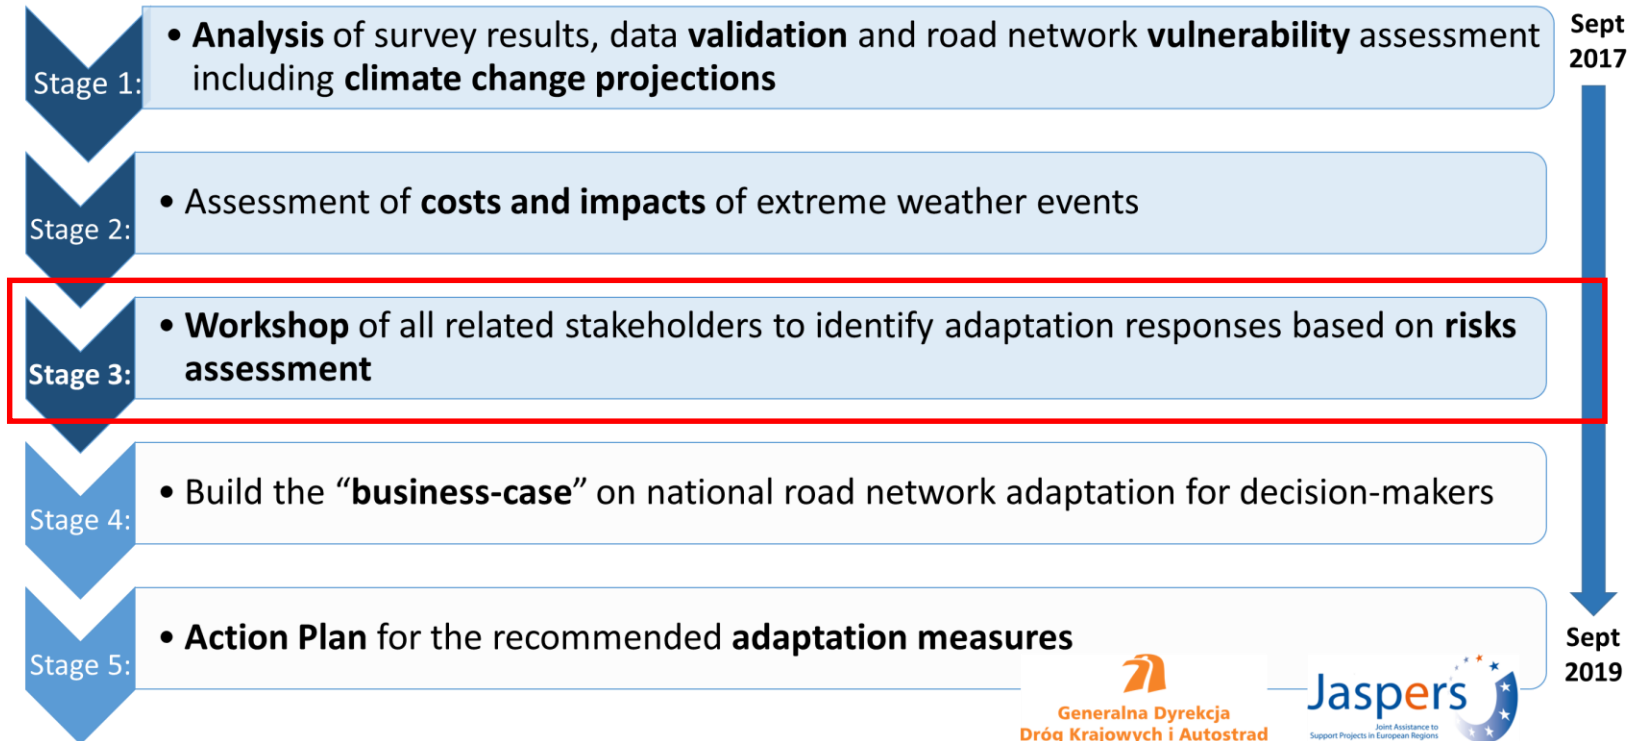 Stage 1:
• Analysis of survey results, data validation and road network vulnerability assessment
including climate change projections
Sept
2017
Stage 2:
• Assessment of costs and impacts of extreme weather events
Stage 3:
• Workshop of all related stakeholders to identify adaptation responses based on risks
assessment
Stage 4:
• Build the “business-case” on national road network adaptation for decision-makers
Stage 5:
• Action Plan for the recommended adaptation measures
Sept
2019
Generalna Dyrekcja
Dróg Krajowych i Autostrad
Jaspers
Joint Assistance to
Support Projects in European Regions